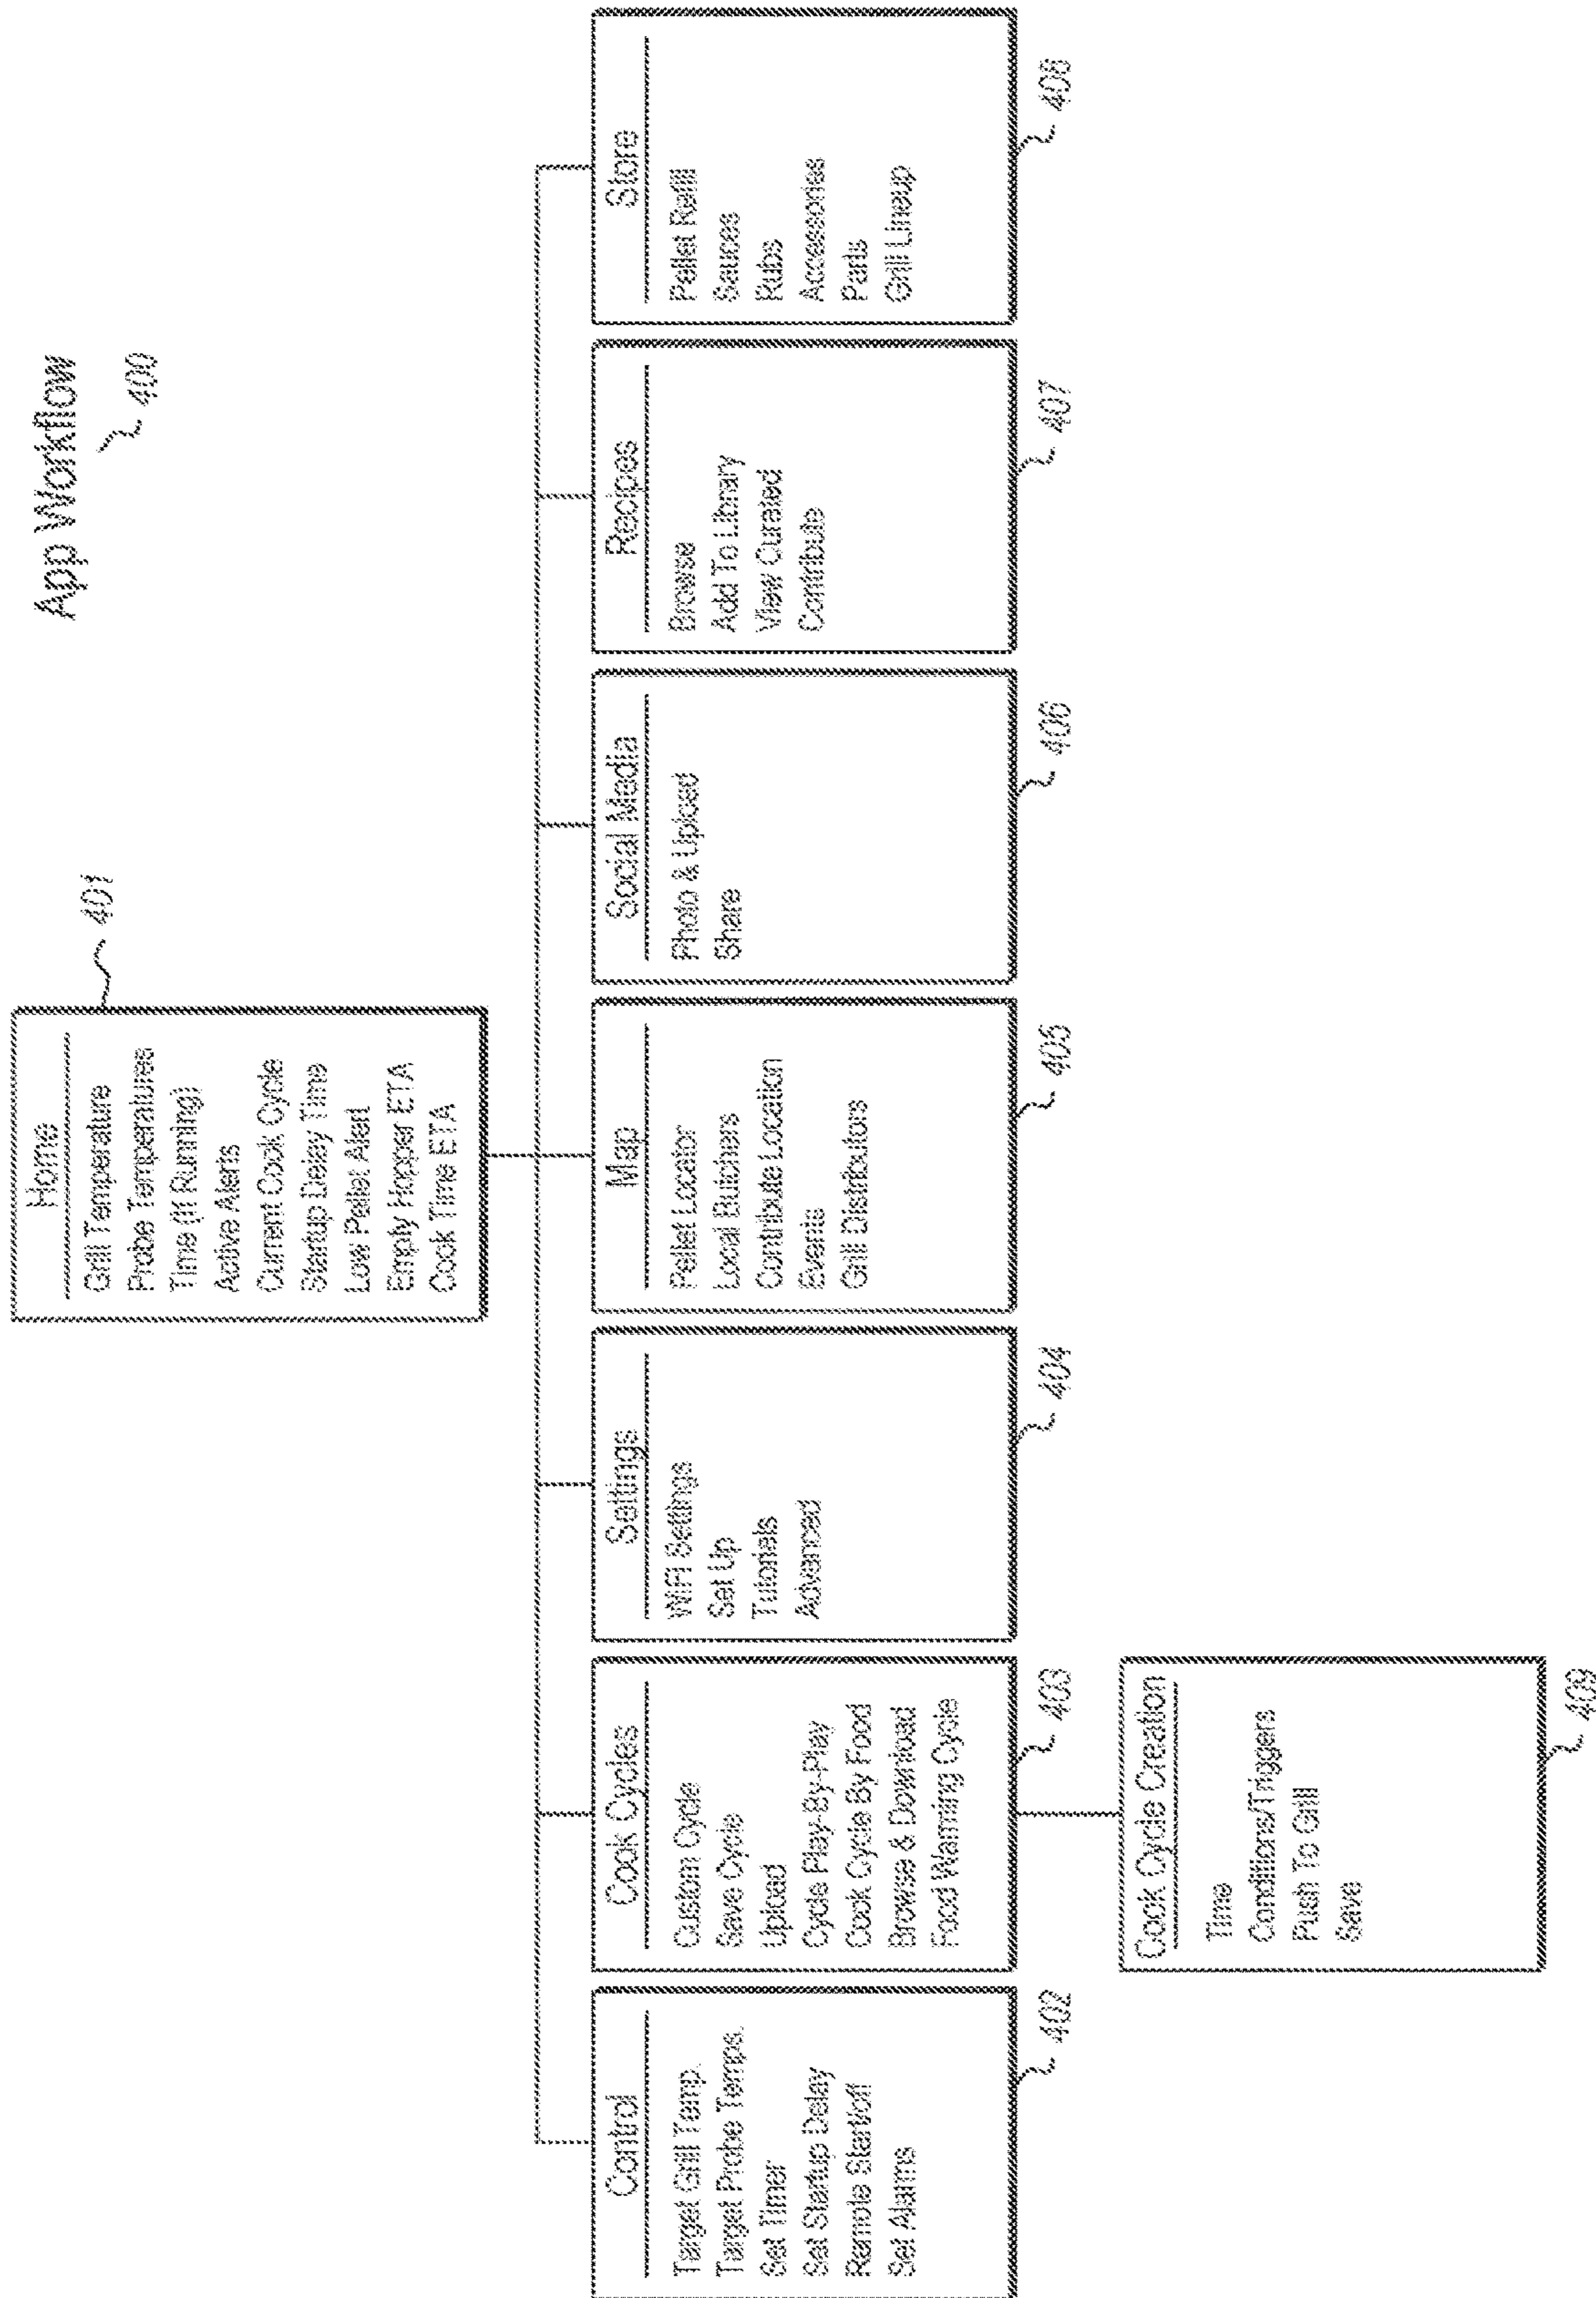 App Workflow
400
Home
Grill Temperature
Probe Temperatures
Time (If Running)
Active Alerts
Current Cook Cycle
Startup Delay Time
Low Pellet Alert
Empty Hopper ETA
Cook Time ETA
401
Control
Target Grill Temp.
Target Probe Temps.
Set Timer
Set Startup Delay
Remote Start/off
Set Alarms
402
Cook Cycles
Custom Cycle
Save Cycle
Upload
Cycle Play-By-Play
Cook Cycle By Food
Browse & Download
Food Warming Cycle
403
Settings
WiFi Settings
Set Up
Tutorials
Advanced
404
Map
Pellet Locator
Local Butchers
Contribute Location
Events
Grill Distributors
405
Social Media
Photo & Upload
Share
406
Recipes
Browse
Add To Library
View Curated
Contribute
407
Store
Pellet Refill
Sauces
Rubs
Accessories
Parts
Grill Lineup
408
Cook Cycle Creation
Time
Conditions/Triggers
Push To Grill
Save
409